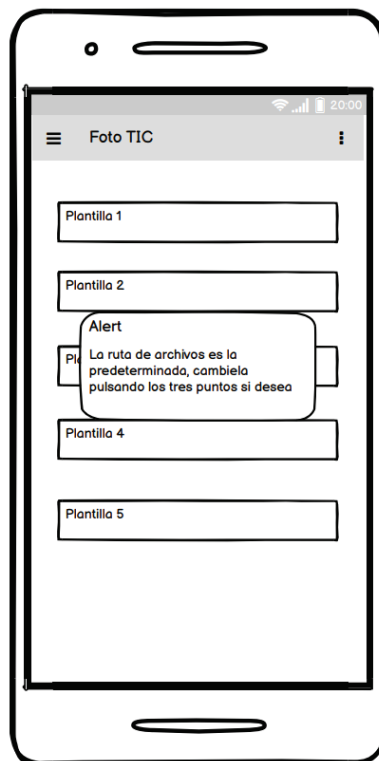 20:00
Foto TIC
Plantilla 1
Plantilla 2
Alert
La ruta de archivos es la
predeterminada, cambiela
pulsando los tres puntos si desea
Plantilla 4
Plantilla 5